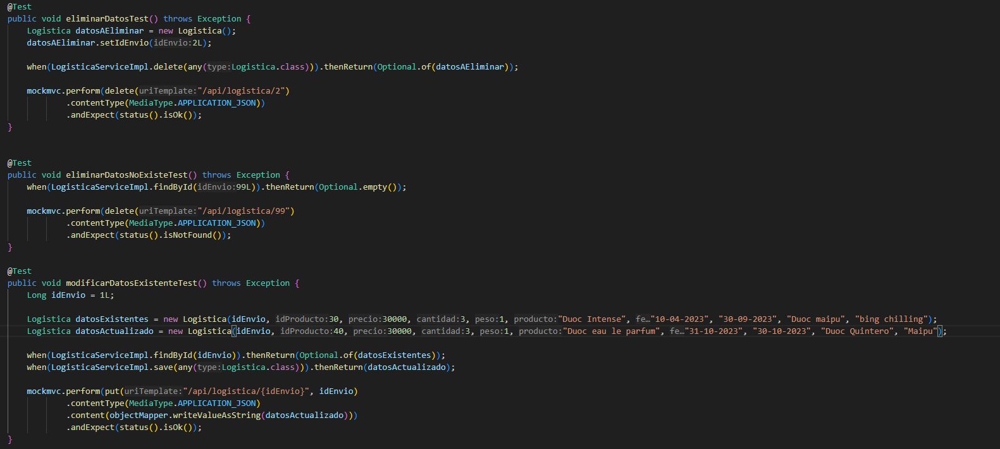 @Test
public void eliminarDatosTest() throws Exception {
Logistica datosAEliminar = new Logistica();
datosAEliminar.setIdEnvio(idEnvio:2L);
when(LogisticaServiceImpl.delete(any(type:Logistica.class))).thenReturn(Optional.of(datosAEliminar));
mockmvc.perform(delete(uriTemplate:"/api/logistica/2")
.contentType(MediaType.APPLICATION_JSON))
.andExpect(status().isOk());
}
@Test
public void eliminarDatosNoExisteTest() throws Exception {
when(LogisticaServiceImpl.findById(idEnvio:99L)).thenReturn(Optional.empty());
mockmvc.perform(delete(uriTemplate:"/api/logistica/99")
.contentType(MediaType.APPLICATION_JSON))
.andExpect(status().isNotFound());
}
@Test
public void modificarDatosExistenteTest() throws Exception {
Long idEnvio = 1L;
Logistica datosExistentes = new Logistica(idEnvio, idProducto:30, precio:30000, cantidad:3, peso:1, producto:"Duoc Intense", fe…"10-04-2023", "30-09-2023", "Duoc maipu", "bing chilling");
Logistica datosActualizado = new Logistica(idEnvio, idProducto:40, precio:30000, cantidad:3, peso:1, producto:"Duoc eau le parfum", fe…"31-10-2023", "30-10-2023", "Duoc Quintero", "Maipu");
when(LogisticaServiceImpl.findById(idEnvio)).thenReturn(Optional.of(datosExistentes));
when(LogisticaServiceImpl.save(any(type:Logistica.class))).thenReturn(datosActualizado);
mockmvc.perform(put(uriTemplate:"/api/logistica/{idEnvio}", idEnvio)
.contentType(MediaType.APPLICATION_JSON)
.content(objectMapper.writeValueAsString(datosActualizado)))
.andExpect(status().isOk());
}